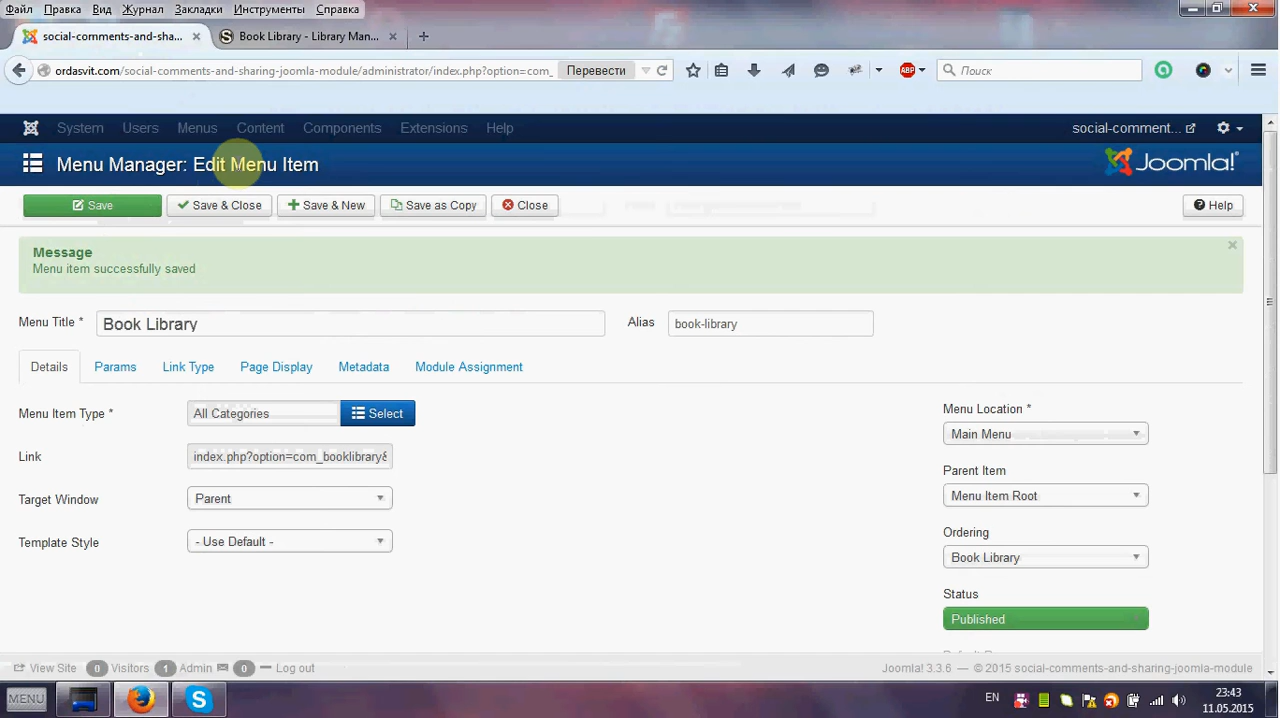 Файл Правка Вид Журнал Закладки Инструменты Справка
social-comments-and-sha... Book Library - Library Man...
ordasvit.com/social-comments-and-sharing-joomla-module/administrator/index.php?option=com_ Перевести ABP Поиск
System Users Menus Content Components Extensions Help social-comment...
Menu Manager: Edit Menu Item Joomla!
Save Save & Close Save & New Save as Copy Close Help
Message
Menu item successfully saved
Menu Title * Book Library Alias book-library
Details Params Link Type Page Display Metadata Module Assignment
Menu Item Type * All Categories Select
Menu Location *
Main Menu
Link index.php?option=com_booklibrary&
Parent Item
Menu Item Root
Target Window Parent
Ordering
Template Style - Use Default -
Book Library
Status
Published
View Site 0 Visitors 1 Admin 0 Log out Joomla! 3.3.6 — © 2015 social-comments-and-sharing-joomla-module
MENU EN 23:43
11.05.2015